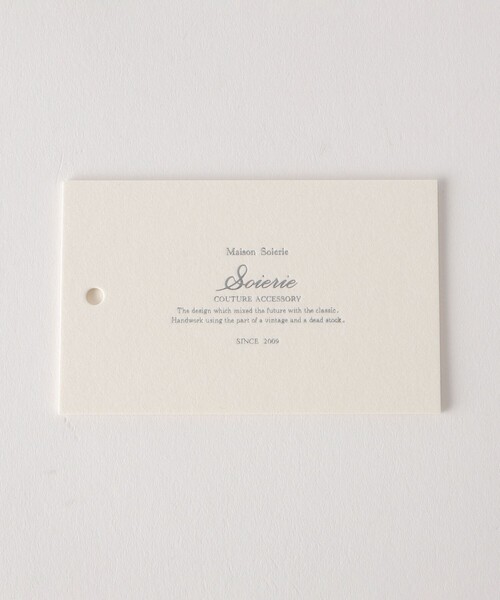 Maison Soierie
Soierie
COUTURE ACCESSORY
The design which mixed the future with the classic.
Handwork using the part of a vintage and a dead stock.
SINCE 2009